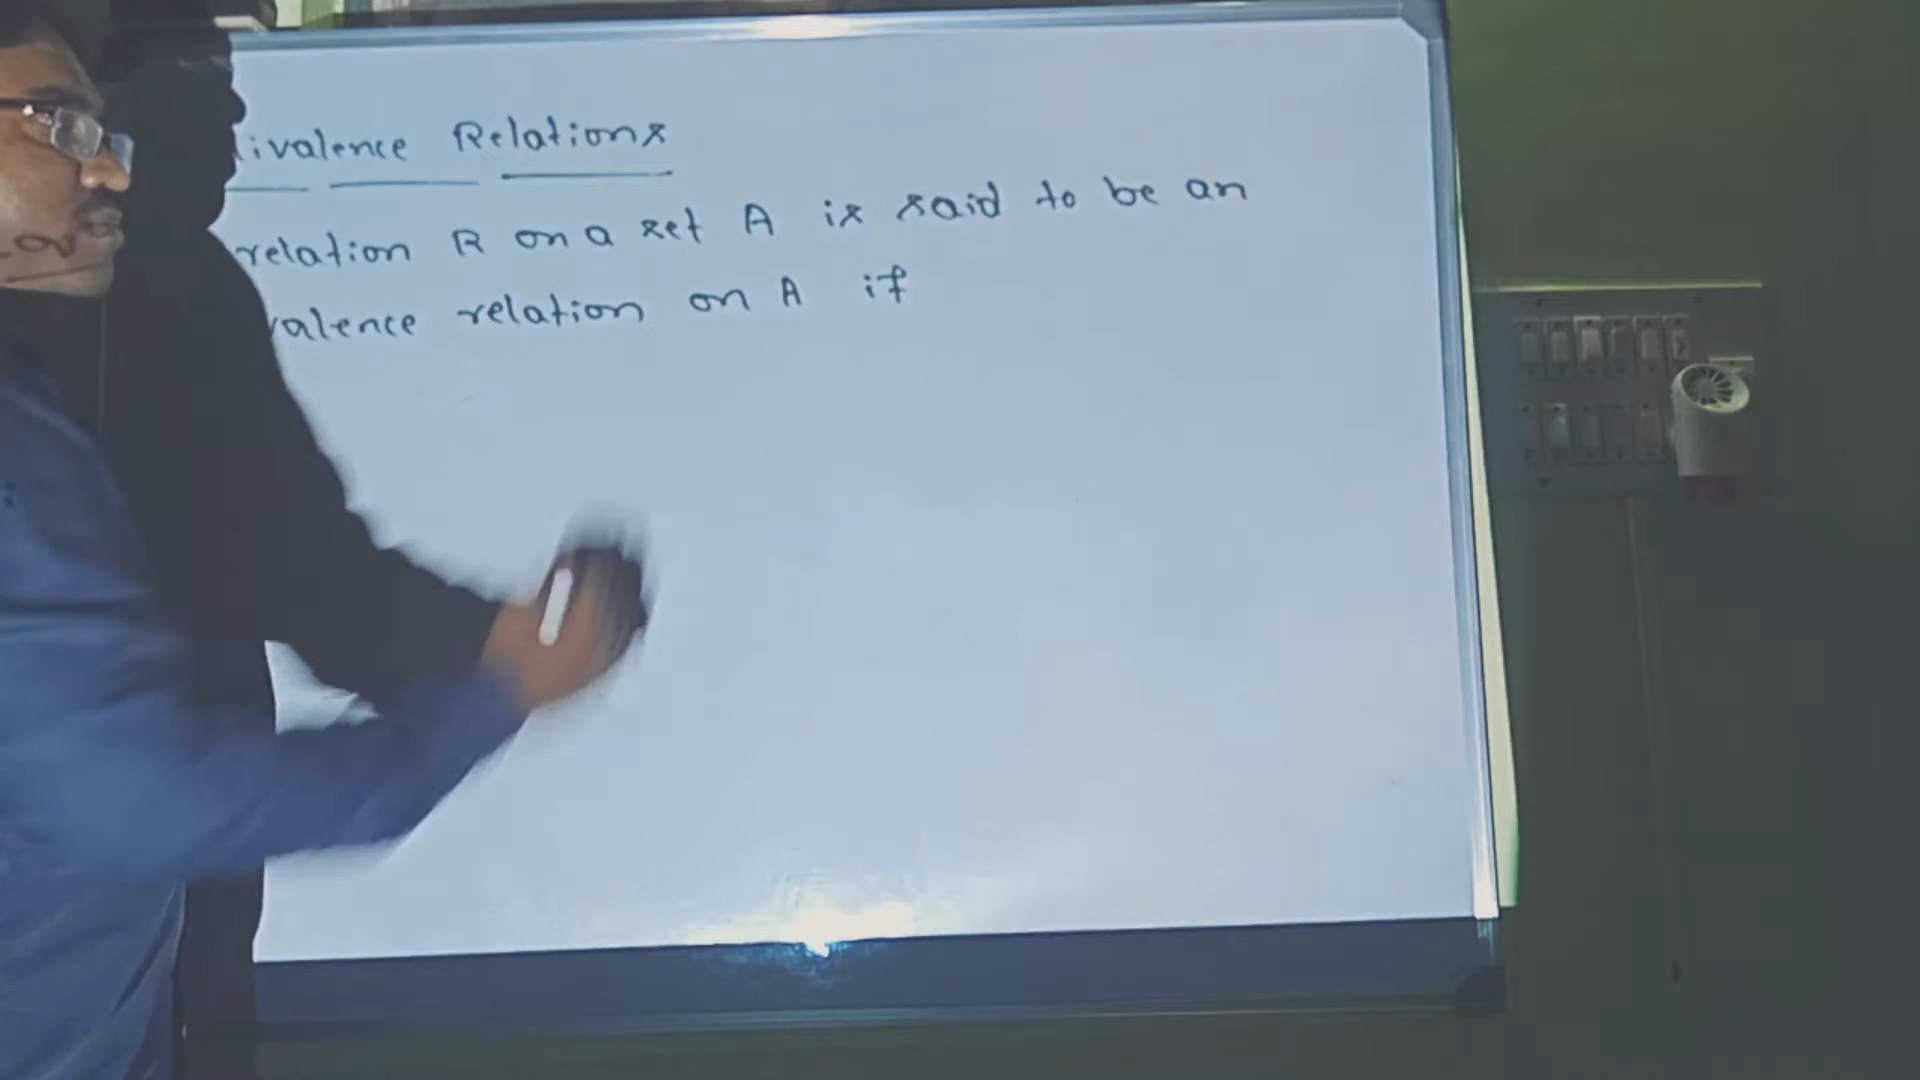 ivalence Relations
relation R on a set A is said to be an
valence relation on A if